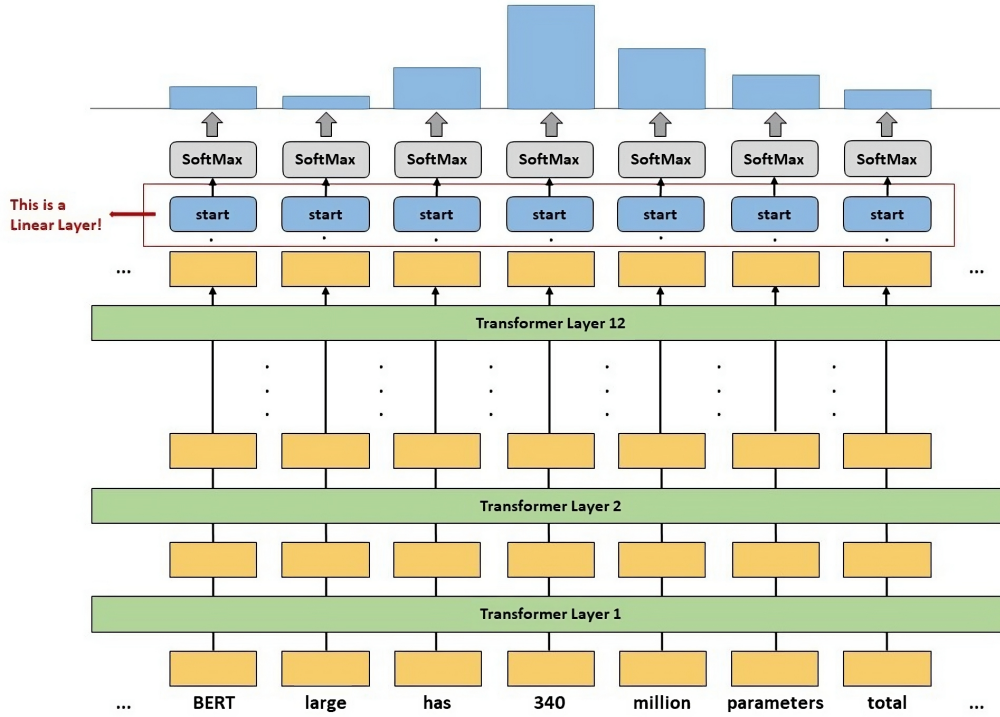 SoftMax SoftMax SoftMax SoftMax SoftMax SoftMax SoftMax
This is a
Linear Layer!
start start start start start start start
... ...
Transformer Layer 12
Transformer Layer 2
Transformer Layer 1
... BERT large has 340 million parameters total ...